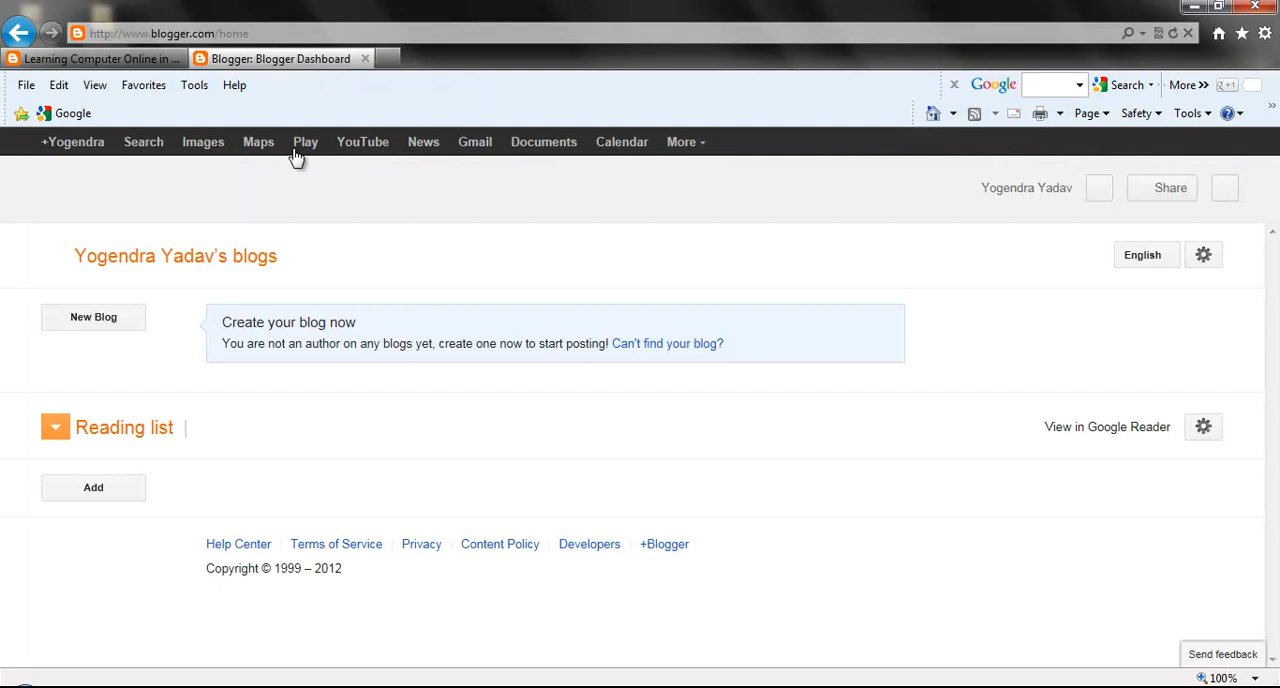 http://www.blogger.com/home
Learning Computer Online in ...
Blogger: Blogger Dashboard
File Edit View Favorites Tools Help
Google Search More »
Google
Page Safety Tools
+Yogendra Search Images Maps Play YouTube News Gmail Documents Calendar More
Yogendra Yadav Share
Yogendra Yadav's blogs
English
New Blog
Create your blog now
You are not an author on any blogs yet, create one now to start posting! Can't find your blog?
Reading list
View in Google Reader
Add
Help Center Terms of Service Privacy Content Policy Developers +Blogger
Copyright © 1999 – 2012
Send feedback
100%